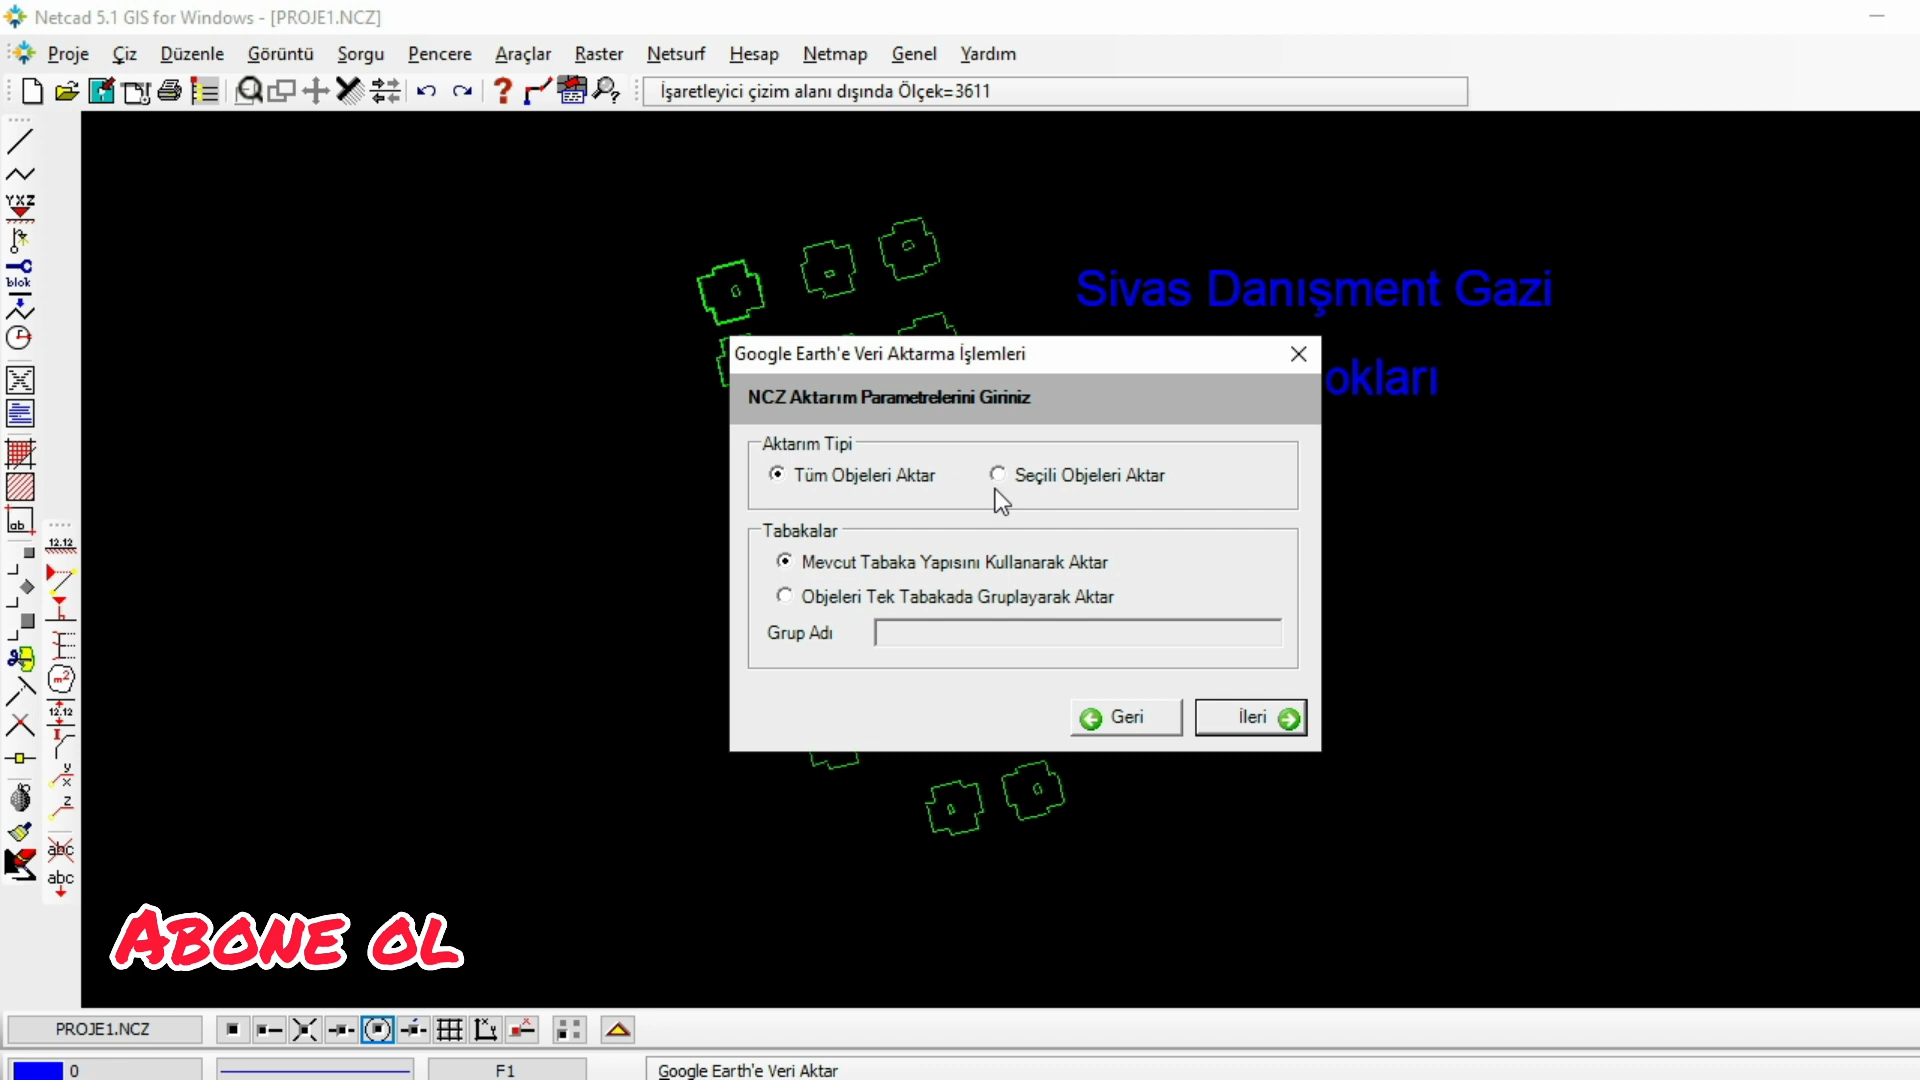 Netcad 5.1 GIS for Windows - [PROJE1.NCZ]
Proje Çiz Düzenle Görüntü Sorgu Pencere Araçlar Raster Netsurf Hesap Netmap Genel Yardım
İşaretleyici çizim alanı dışında Ölçek=3611
YXZ
blok
ab
12.12
m²
12.12
y
x
z
abc
abc
Sivas Danışment Gazi
okları
Google Earth'e Veri Aktarma İşlemleri
NCZ Aktarım Parametrelerini Giriniz
Aktarım Tipi
Tüm Objeleri Aktar Seçili Objeleri Aktar
Tabakalar
Mevcut Tabaka Yapısını Kullanarak Aktar
Objeleri Tek Tabakada Gruplayarak Aktar
Grup Adı
Geri İleri
ABONE OL
PROJE1.NCZ
0 F1 Google Earth'e Veri Aktar